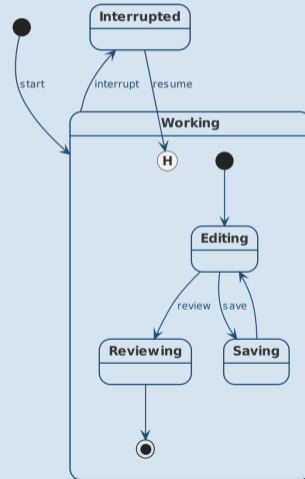 Interrupted
start
interrupt
resume
Working
H
Editing
review
save
Reviewing
Saving